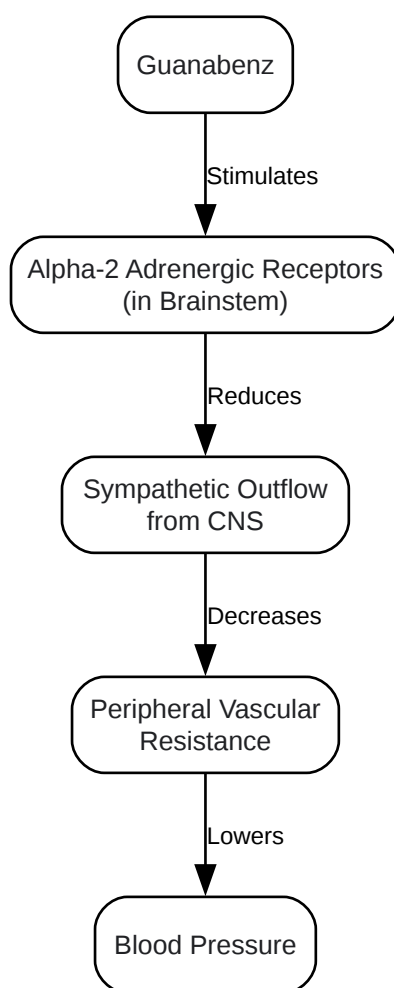 Guanabenz
Stimulates
Alpha-2 Adrenergic Receptors
(in Brainstem)
Reduces
Sympathetic Outflow
from CNS
Decreases
Peripheral Vascular
Resistance
Lowers
Blood Pressure